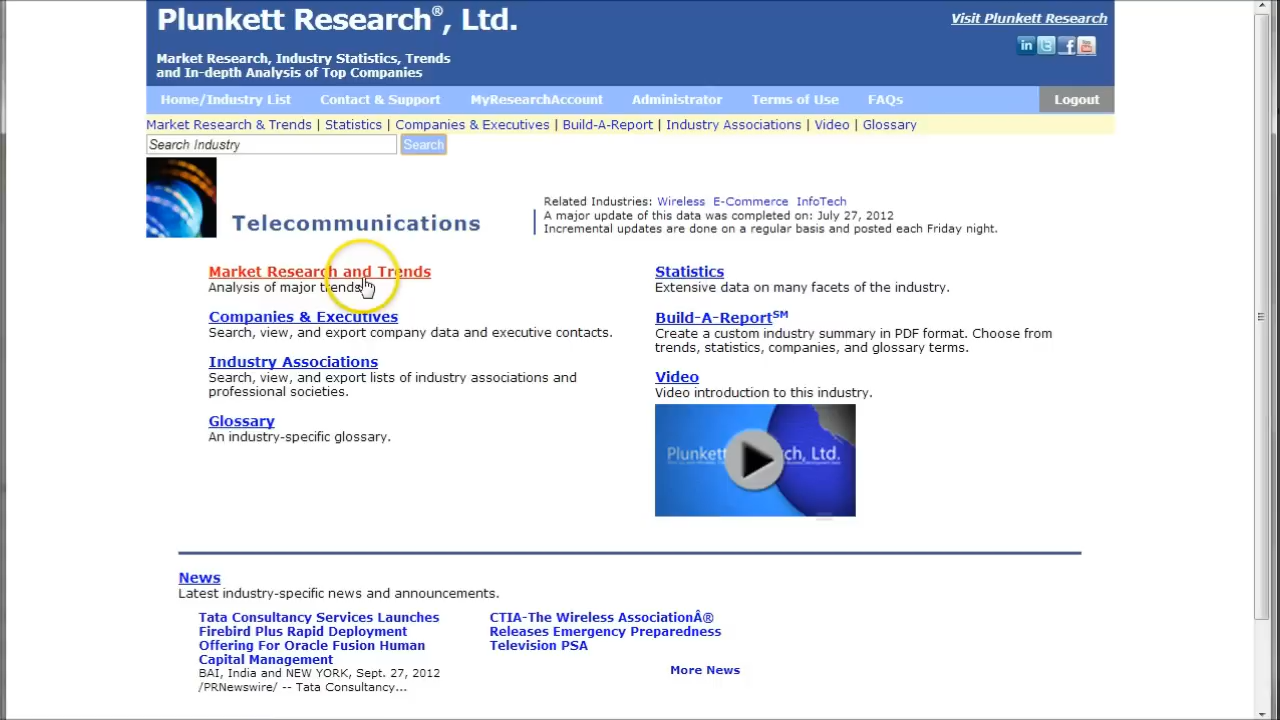 Plunkett Research®, Ltd.
Visit Plunkett Research
Market Research, Industry Statistics, Trends
and In-depth Analysis of Top Companies
Home/Industry List Contact & Support MyResearchAccount Administrator Terms of Use FAQs Logout
Market Research & Trends | Statistics | Companies & Executives | Build-A-Report | Industry Associations | Video | Glossary
Search Industry Search
Telecommunications
Related Industries: Wireless E-Commerce InfoTech
A major update of this data was completed on: July 27, 2012
Incremental updates are done on a regular basis and posted each Friday night.
Market Research and Trends
Analysis of major trends.
Companies & Executives
Search, view, and export company data and executive contacts.
Industry Associations
Search, view, and export lists of industry associations and
professional societies.
Glossary
An industry-specific glossary.
Statistics
Extensive data on many facets of the industry.
Build-A-Report℠
Create a custom industry summary in PDF format. Choose from
trends, statistics, companies, and glossary terms.
Video
Video introduction to this industry.
Plunkett Research, Ltd.
News
Latest industry-specific news and announcements.
Tata Consultancy Services Launches
Firebird Plus Rapid Deployment
Offering For Oracle Fusion Human
Capital Management
BAI, India and NEW YORK, Sept. 27, 2012
/PRNewswire/ -- Tata Consultancy...
CTIA-The Wireless AssociationÂ®
Releases Emergency Preparedness
Television PSA
More News